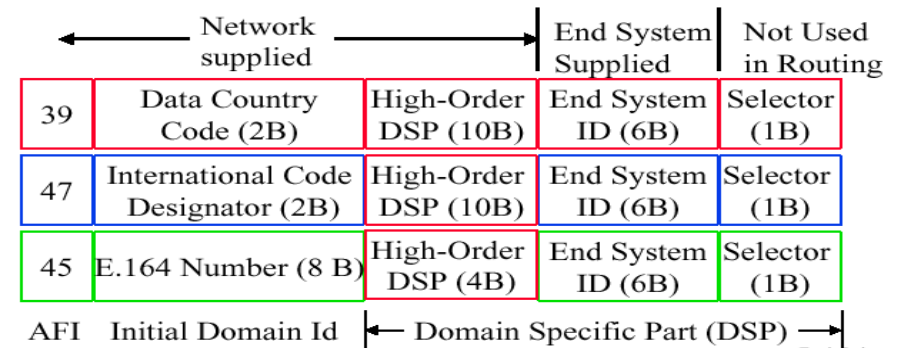 Network
supplied
End System
Supplied
Not Used
in Routing
39
Data Country
Code (2B)
High-Order
DSP (10B)
End System
ID (6B)
Selector
(1B)
47
International Code
Designator (2B)
High-Order
DSP (10B)
End System
ID (6B)
Selector
(1B)
45
E.164 Number (8 B)
High-Order
DSP (4B)
End System
ID (6B)
Selector
(1B)
AFI
Initial Domain Id
Domain Specific Part (DSP)